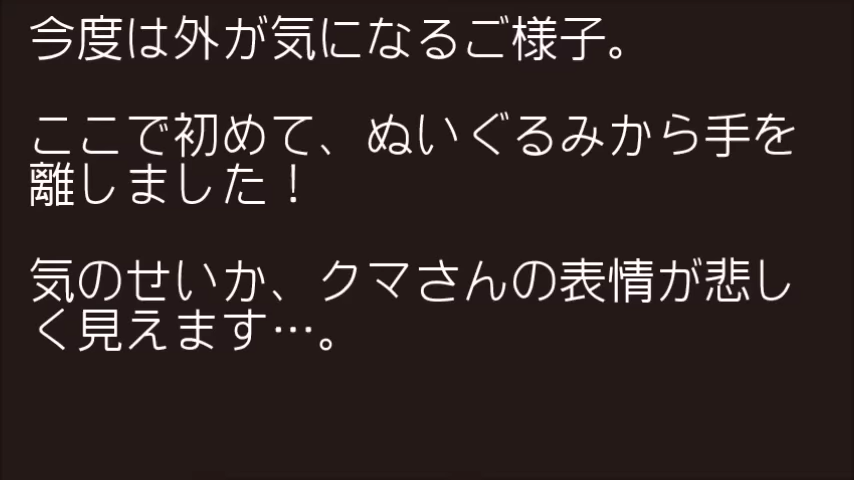 今度は外が気になるご様子。
ここで初めて、ぬいぐるみから手を
離しました！
気のせいか、クマさんの表情が悲し
く見えます…。